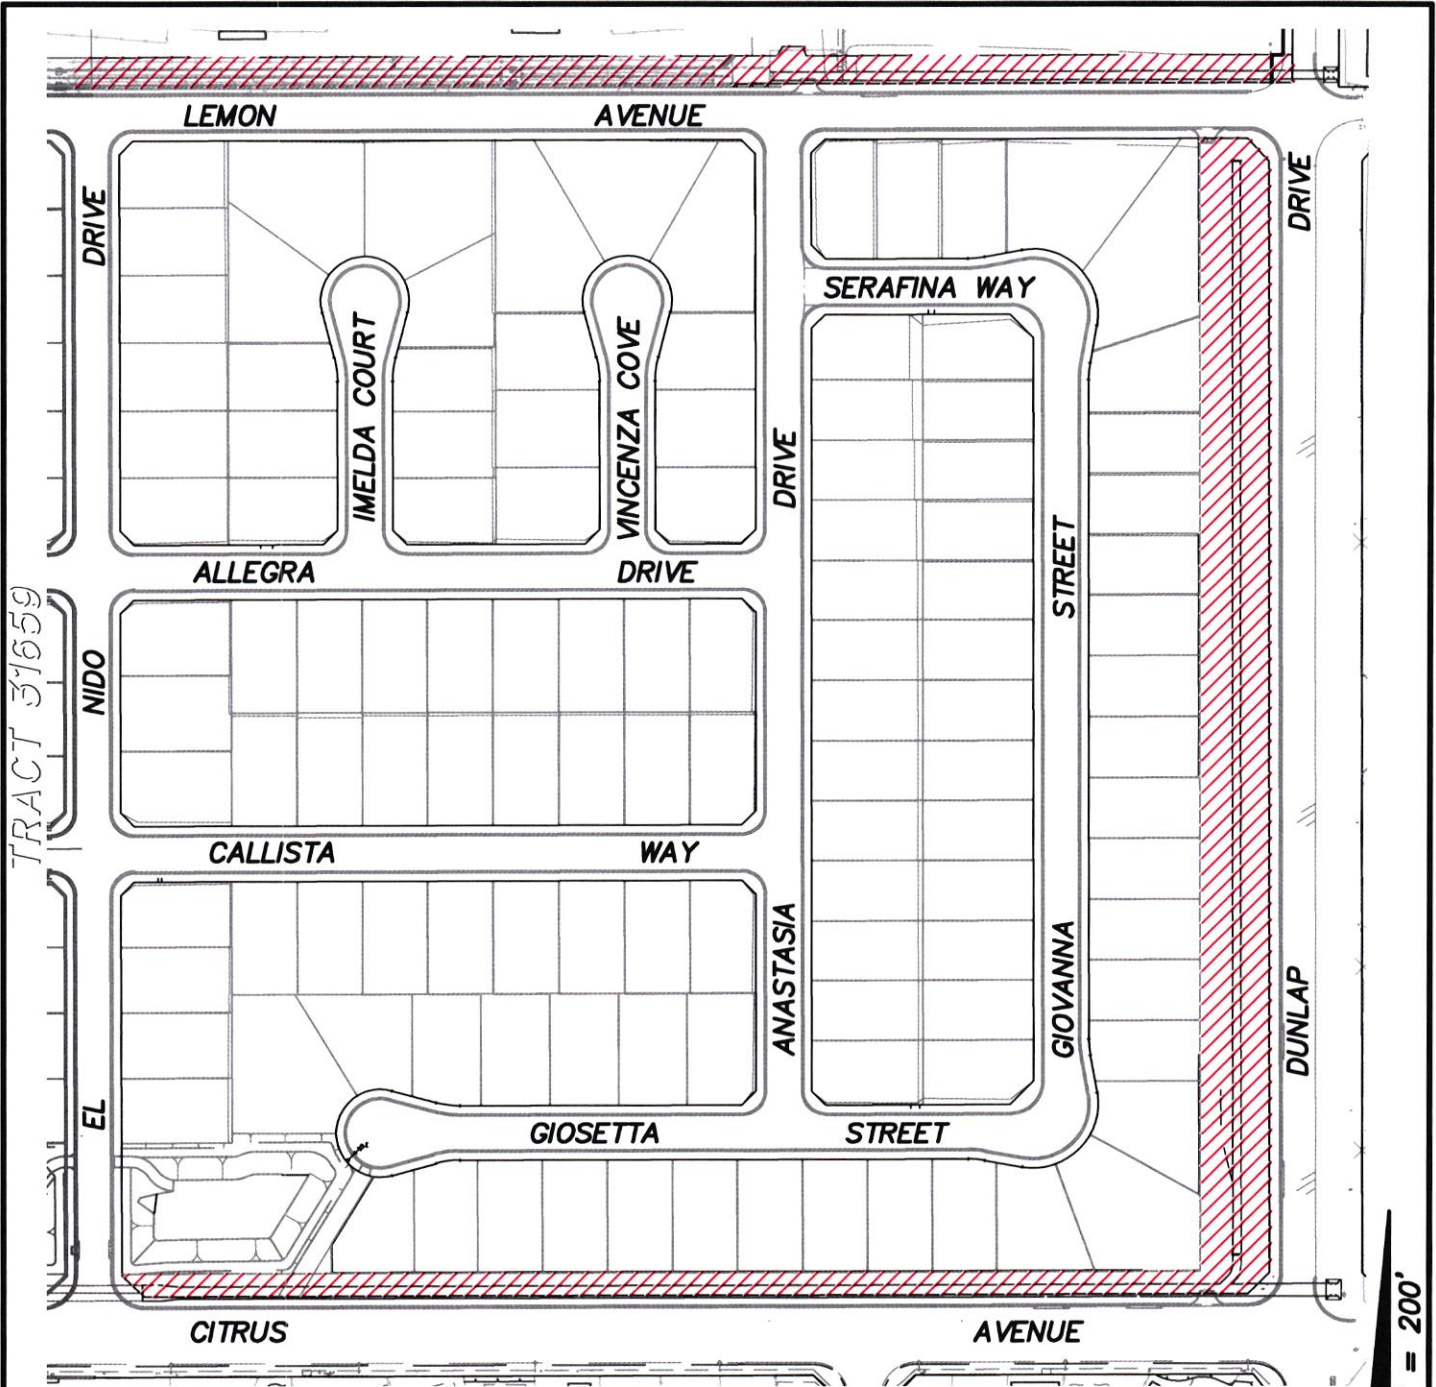 LEMON AVENUE
DRIVE
DRIVE
SERAFINA WAY
IMELDA COURT
VINCENZA COVE
DRIVE
STREET
ALLEGRA DRIVE
TRACT 31659
NIDO
CALLISTA WAY
ANASTASIA
GIOVANNA
DUNLAP
EL
GIOSETTA STREET
CITRUS AVENUE
= 200'